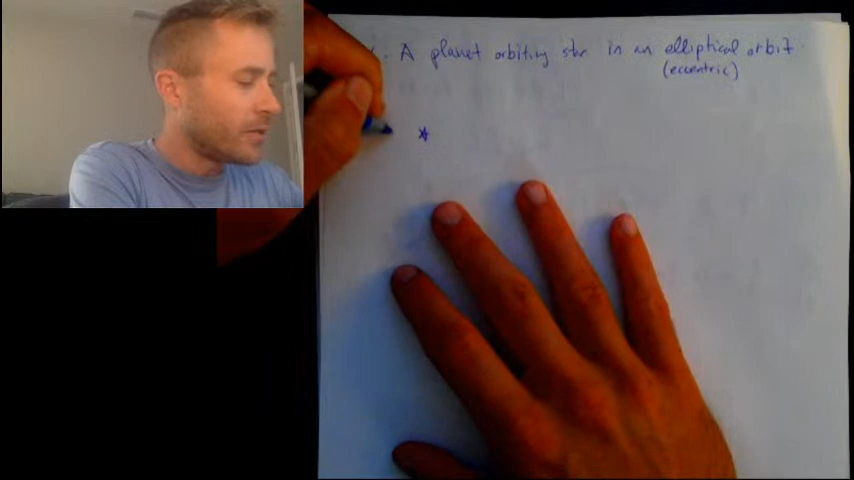 A planet orbiting star in an elliptical orbit
(eccentric)